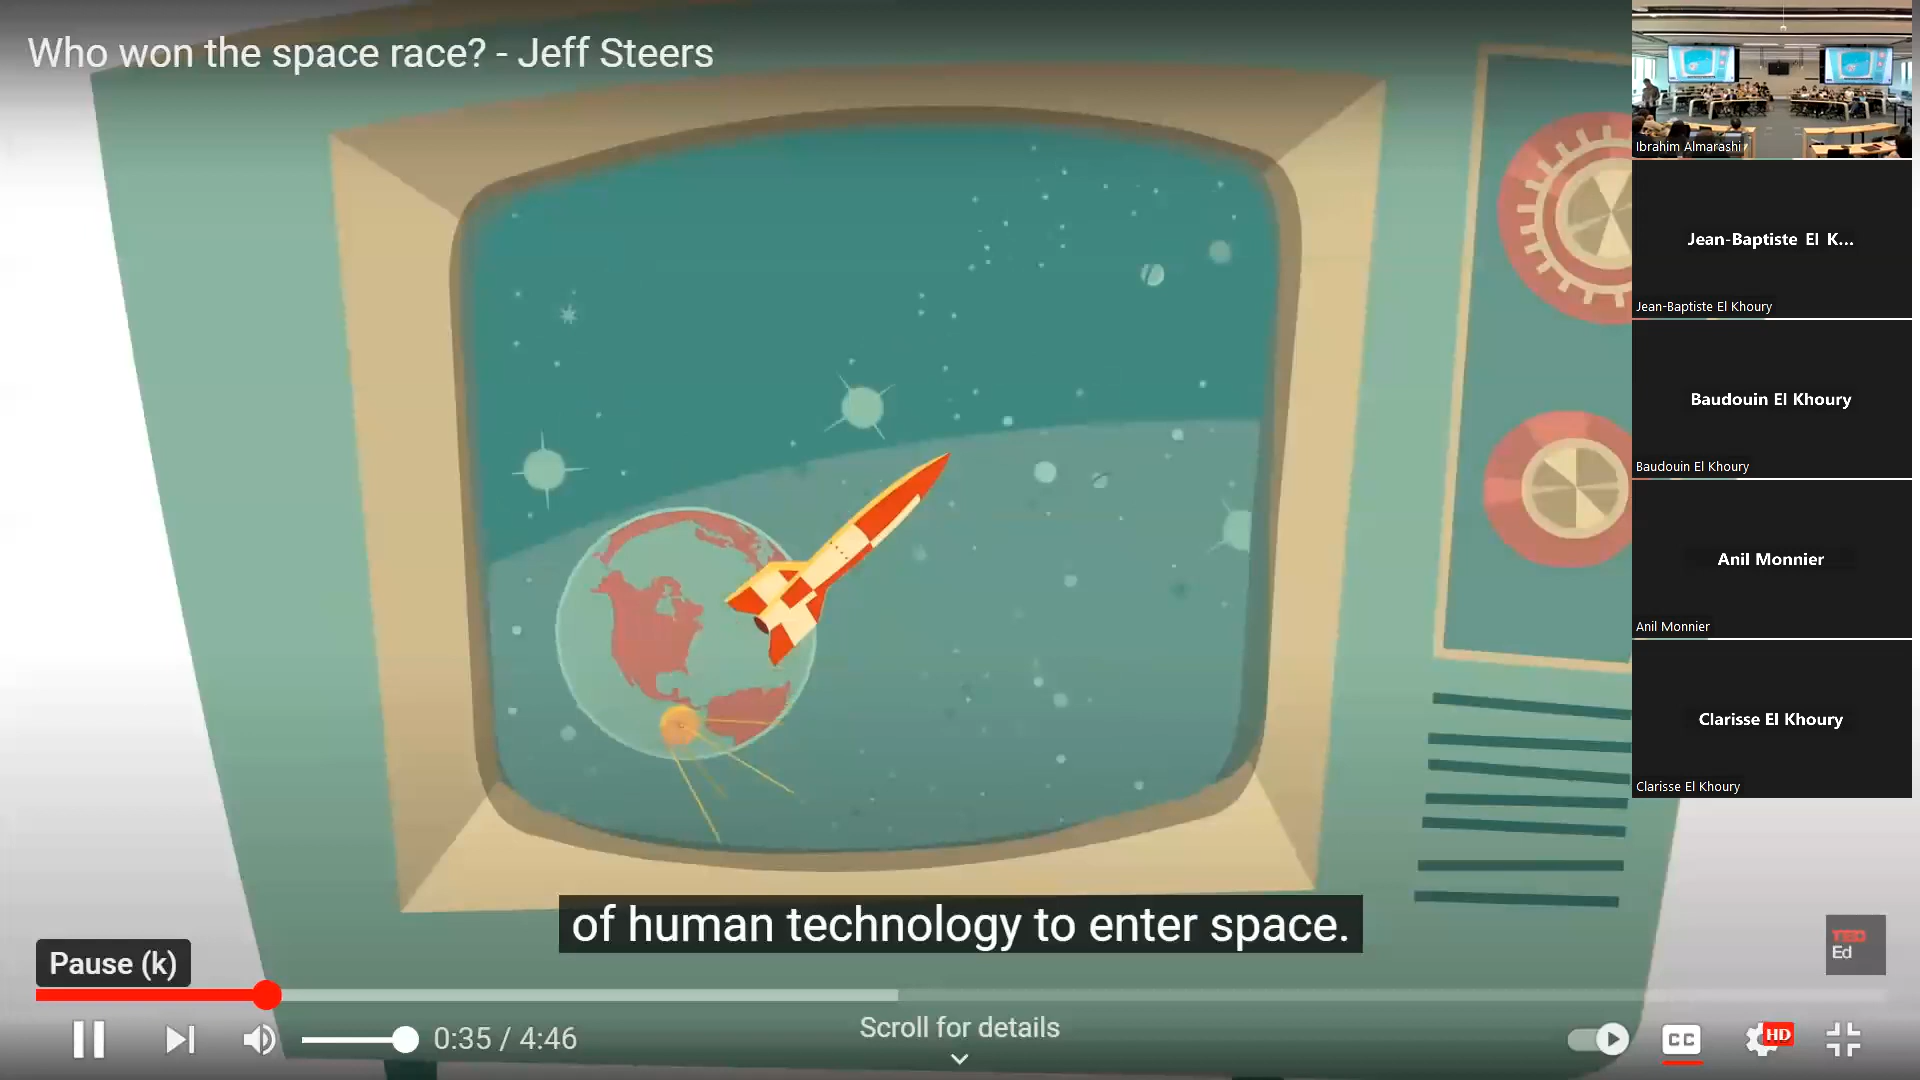 Who won the space race? - Jeff Steers
Ibrahim Almarashi
Jean-Baptiste El K...
Jean-Baptiste El Khoury
Baudouin El Khoury
Baudouin El Khoury
Anil Monnier
Anil Monnier
Clarisse El Khoury
Clarisse El Khoury
of human technology to enter space.
TED
Ed
Pause (k)
0:35 / 4:46
Scroll for details
CC
HD